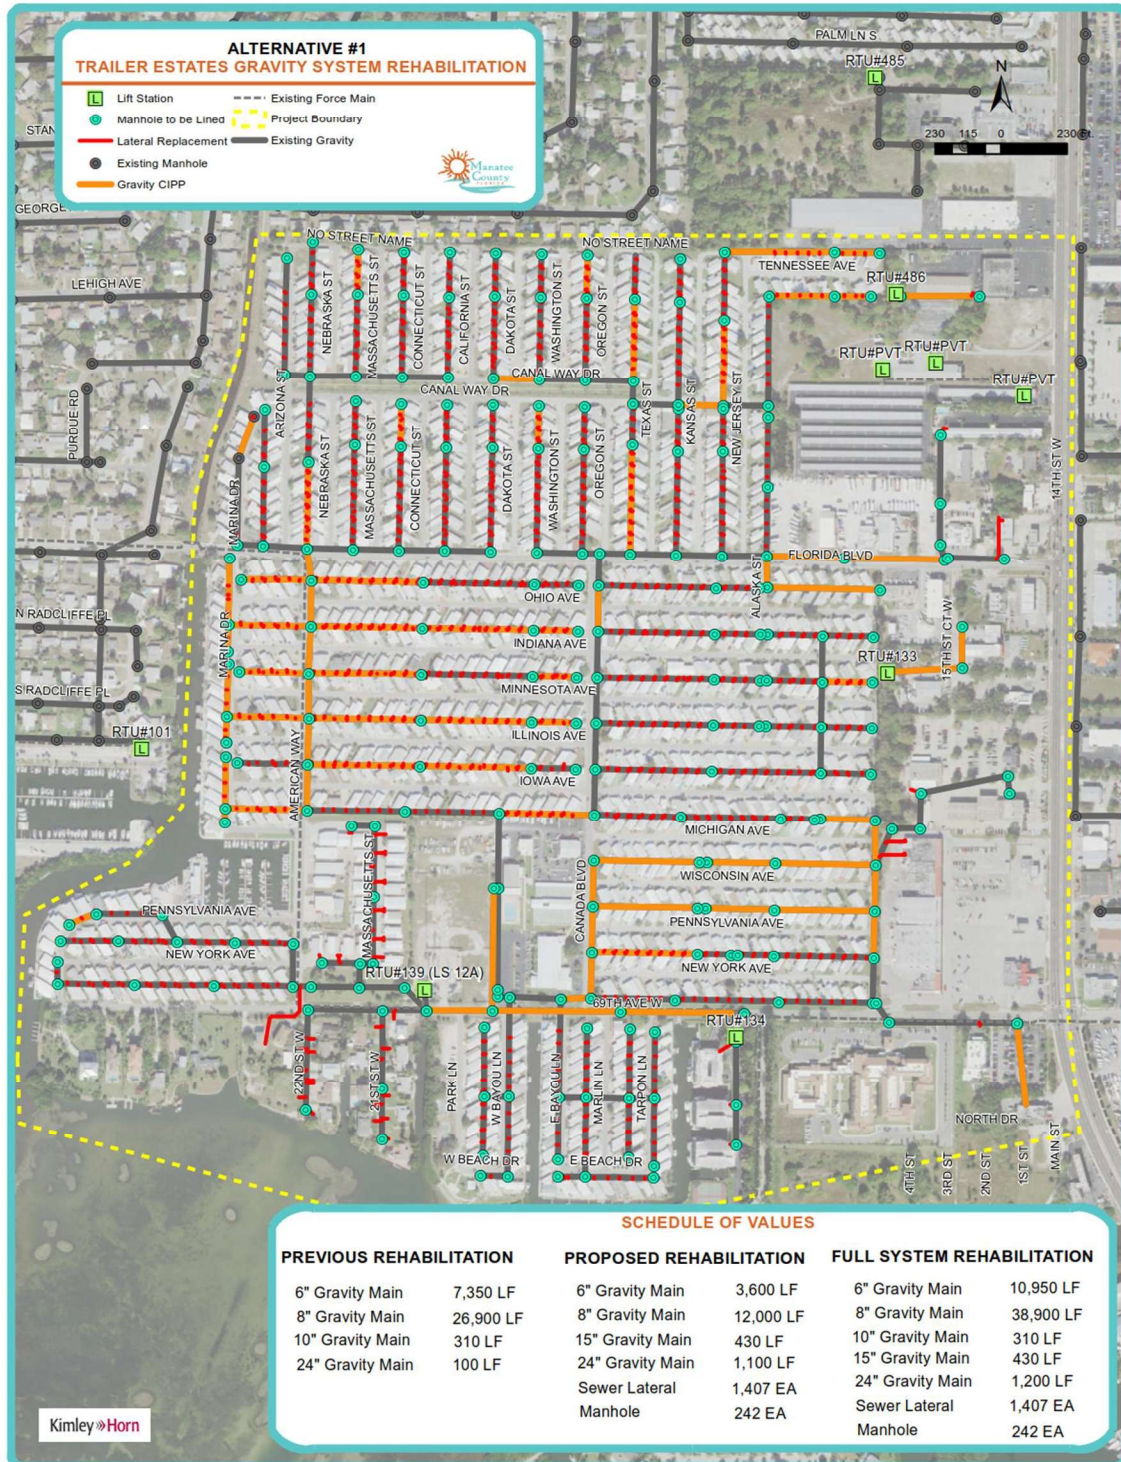 ALTERNATIVE #1
TRAILER ESTATES GRAVITY SYSTEM REHABILITATION
Lift Station
Manhole to be Lined
Lateral Replacement
Existing Manhole
Gravity CIPP
Existing Force Main
Project Boundary
Existing Gravity
Manatee
County
FLORIDA
PALM LN S
RTU#485
N
230 115 0 230 Ft.
STAN
GEORGE
LEHIGH AVE
PURDUE RD
NO STREET NAME
NO STREET NAME
TENNESSEE AVE
RTU#486
NEBRASKA ST
MASSACHUSETTS ST
CONNECTICUT ST
CALIFORNIA ST
DAKOTA ST
WASHINGTON ST
OREGON ST
RTU#PVT
RTU#PVT
RTU#PVT
CANAL WAY DR
CANAL WAY DR
ARIZONA ST
TEXAS ST
KANSAS ST
NEW JERSEY ST
MARINA DR
NEBRASKA ST
MASSACHUSETTS ST
CONNECTICUT ST
DAKOTA ST
WASHINGTON ST
OREGON ST
14TH ST W
FLORIDA BLVD
ALASKA ST
OHIO AVE
N RADCLIFFE PL
MARINA DR
INDIANA AVE
15TH ST CT W
RTU#133
S RADCLIFFE PL
MINNESOTA AVE
RTU#101
ILLINOIS AVE
AMERICAN WAY
IOWA AVE
MICHIGAN AVE
MASSACHUSETTS ST
WISCONSIN AVE
CANADA BLVD
PENNSYLVANIA AVE
PENNSYLVANIA AVE
NEW YORK AVE
NEW YORK AVE
RTU#139 (LS 12A)
69TH AVE W
RTU#134
22ND ST W
21ST ST W
PARK LN
W BAYOU LN
E BAYOU LN
MARLIN LN
TARPON LN
NORTH DR
W BEACH DR
E BEACH DR
4TH ST
3RD ST
2ND ST
1ST ST
MAIN ST
SCHEDULE OF VALUES
PREVIOUS REHABILITATION
6" Gravity Main 7,350 LF
8" Gravity Main 26,900 LF
10" Gravity Main 310 LF
24" Gravity Main 100 LF
PROPOSED REHABILITATION
6" Gravity Main 3,600 LF
8" Gravity Main 12,000 LF
15" Gravity Main 430 LF
24" Gravity Main 1,100 LF
Sewer Lateral 1,407 EA
Manhole 242 EA
FULL SYSTEM REHABILITATION
6" Gravity Main 10,950 LF
8" Gravity Main 38,900 LF
10" Gravity Main 310 LF
15" Gravity Main 430 LF
24" Gravity Main 1,200 LF
Sewer Lateral 1,407 EA
Manhole 242 EA
Kimley»Horn